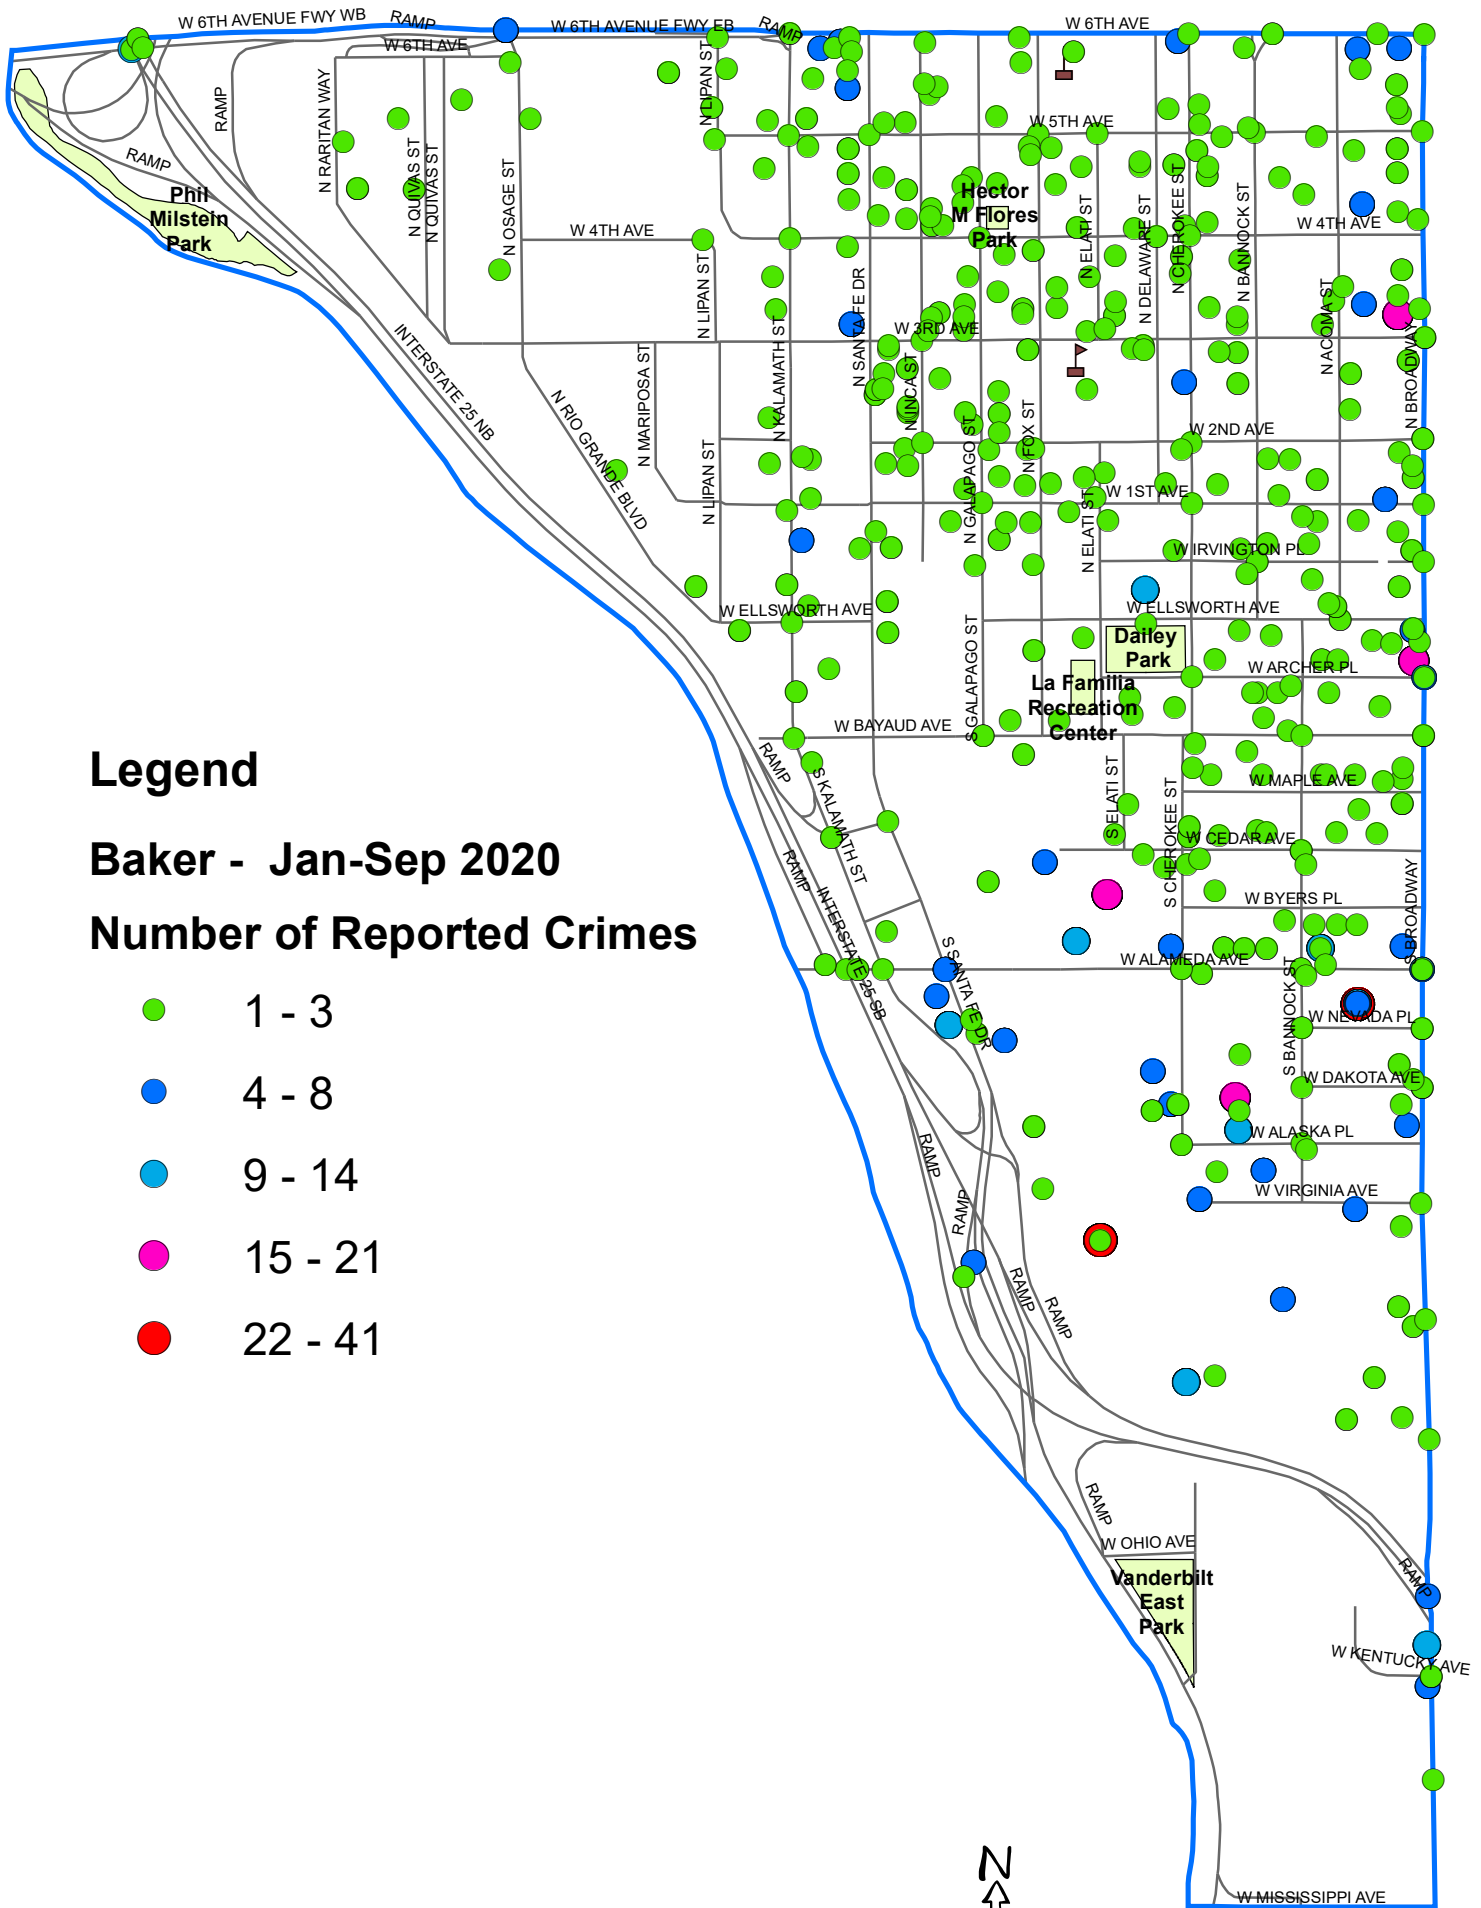 W 6TH AVENUE FWY WB
RAMP
W 6TH AVENUE FWY EB
RAMP
W 6TH AVE
W 6TH AVE
N LIPAN ST
RAMP
N RARITAN WAY
W 5TH AVE
RAMP
N QUIVAS ST
N QUIVAS ST
N OSAGE ST
Phil
Milstein
Park
Hector
M Flores
Park
N ELATI ST
N DELAWARE ST
N CHEROKEE ST
N BANNOCK ST
W 4TH AVE
W 4TH AVE
N LIPAN ST
N SANTA FE DR
N ACOMA ST
N KALAMATH ST
W 3RD AVE
N BROADWAY
INTERSTATE 25 NB
N MARIPOSA ST
N INCA ST
N RIO GRANDE BLVD
N FOX ST
N GALAPAGO ST
W 2ND AVE
N LIPAN ST
W 1ST AVE
N ELATI ST
W IRVINGTON PL
W ELLSWORTH AVE
W ELLSWORTH AVE
S GALAPAGO ST
Dailey
Park
W ARCHER PL
La Familia
Recreation
Center
W BAYAUD AVE
RAMP
S KALAMATH ST
S ELATI ST
S CHEROKEE ST
W MAPLE AVE
W CEDAR AVE
RAMP
S BROADWAY
W BYERS PL
INTERSTATE 25 SB
S SANTA FE DR
W ALAMEDA AVE
S BANNOCK ST
W NEVADA PL
W DAKOTA AVE
W ALASKA PL
RAMP
W VIRGINIA AVE
RAMP
RAMP
RAMP
RAMP
W OHIO AVE
Vanderbilt
East
Park
RAMP
W KENTUCKY AVE
W MISSISSIPPI AVE
N
Legend
Baker - Jan-Sep 2020
Number of Reported Crimes
1 - 3
4 - 8
9 - 14
15 - 21
22 - 41